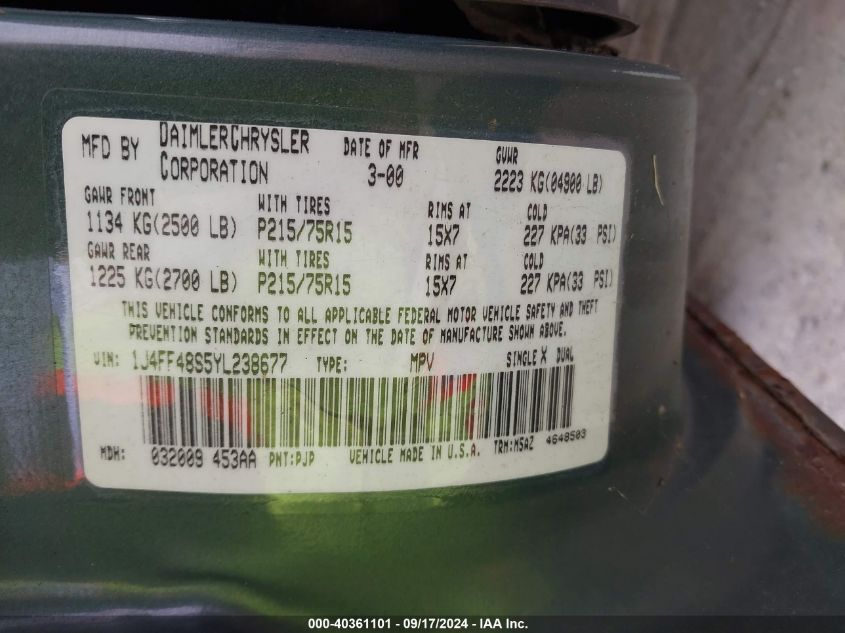 MFD BY DAIMLERCHRYSLER CORPORATION DATE OF MFR 3-00 GVWR 2223 KG(04900 LB)
GAWR FRONT WITH TIRES RIMS AT COLD
1134 KG(2500 LB) P215/75R15 15X7 227 KPA(33 PSI)
GAWR REAR WITH TIRES RIMS AT COLD
1225 KG(2700 LB) P215/75R15 15X7 227 KPA(33 PSI)
THIS VEHICLE CONFORMS TO ALL APPLICABLE FEDERAL MOTOR VEHICLE SAFETY AND THEFT
PREVENTION STANDARDS IN EFFECT ON THE DATE OF MANUFACTURE SHOWN ABOVE.
VIN: 1J4FF48S5YL238677 TYPE: MPV SINGLE X DUAL
MDH: 032009 453AA PNT:PJP VEHICLE MADE IN U.S.A. TRM:M5AZ 4648503
000-40361101 - 09/17/2024 - IAA Inc.